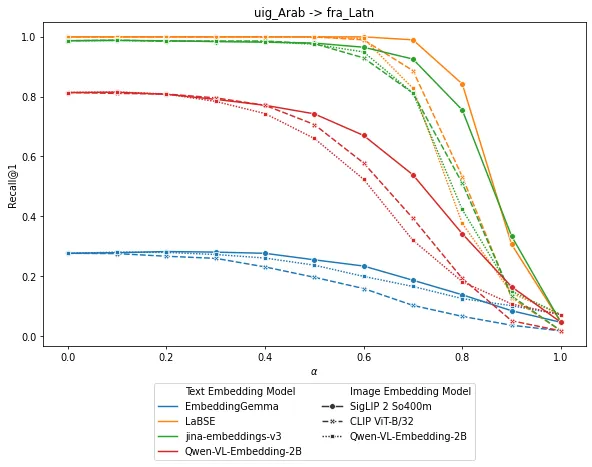 uig_Arab -> fra_Latn
1.0
0.8
0.6
0.4
0.2
0.0
Recall@1
0.0 0.2 0.4 0.6 0.8 1.0
α
Text Embedding Model Image Embedding Model
EmbeddingGemma SigLIP 2 So400m
LaBSE CLIP ViT-B/32
jina-embeddings-v3 Qwen-VL-Embedding-2B
Qwen-VL-Embedding-2B